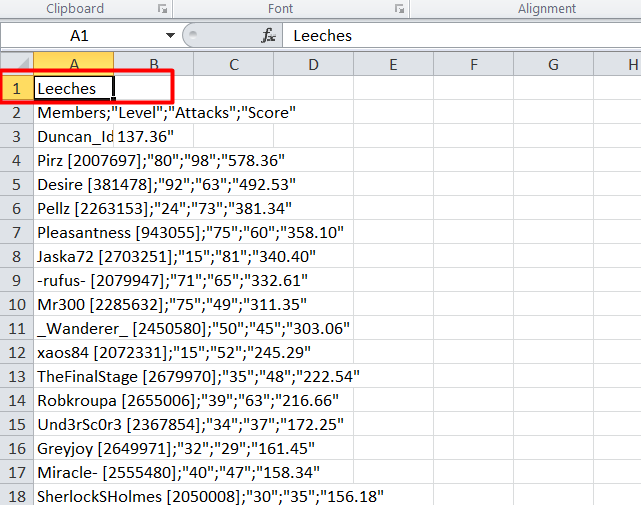 Clipboard Font Alignment
A1 fx Leeches
A B C D E F G H
1 Leeches
2 Members;"Level";"Attacks";"Score"
3 Duncan_Id 137.36"
4 Pirz [2007697];"80";"98";"578.36"
5 Desire [381478];"92";"63";"492.53"
6 Pellz [2263153];"24";"73";"381.34"
7 Pleasantness [943055];"75";"60";"358.10"
8 Jaska72 [2703251];"15";"81";"340.40"
9 -rufus- [2079947];"71";"65";"332.61"
10 Mr300 [2285632];"75";"49";"311.35"
11 _Wanderer_ [2450580];"50";"45";"303.06"
12 xaos84 [2072331];"15";"52";"245.29"
13 TheFinalStage [2679970];"35";"48";"222.54"
14 Robkroupa [2655006];"39";"63";"216.66"
15 Und3rSc0r3 [2367854];"34";"37";"172.25"
16 Greyjoy [2649971];"32";"29";"161.45"
17 Miracle- [2555480];"40";"47";"158.34"
18 SherlockSHolmes [2050008];"30";"35";"156.18"